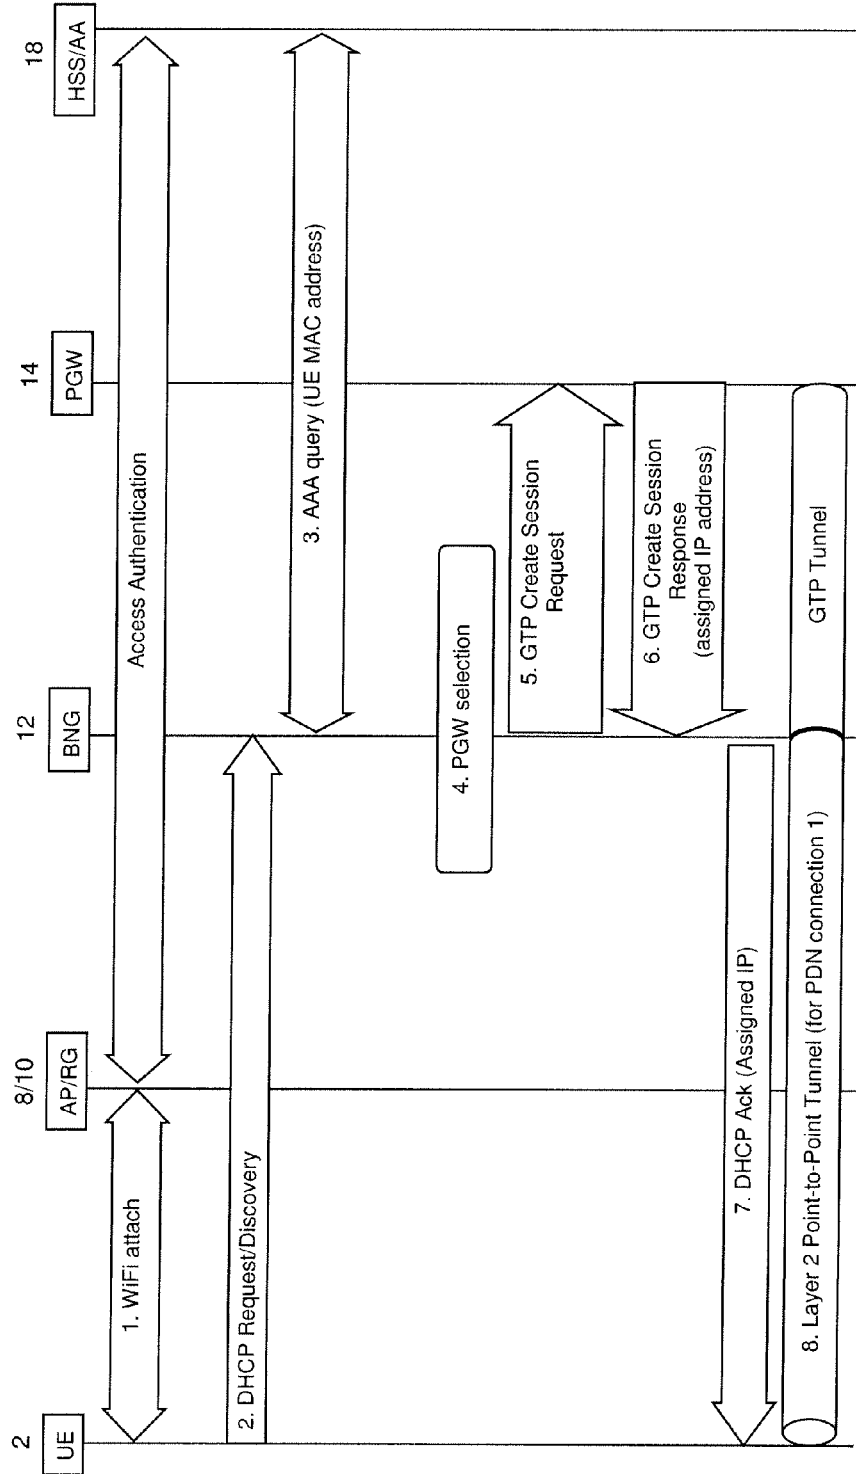 2
UE
8/10
AP/RG
12
BNG
14
PGW
18
HSS/AA
1. WiFi attach
Access Authentication
2. DHCP Request/Discovery
3. AAA query (UE MAC address)
4. PGW selection
5. GTP Create Session
Request
6. GTP Create Session
Response
(assigned IP address)
7. DHCP Ack (Assigned IP)
8. Layer 2 Point-to-Point Tunnel (for PDN connection 1)
GTP Tunnel